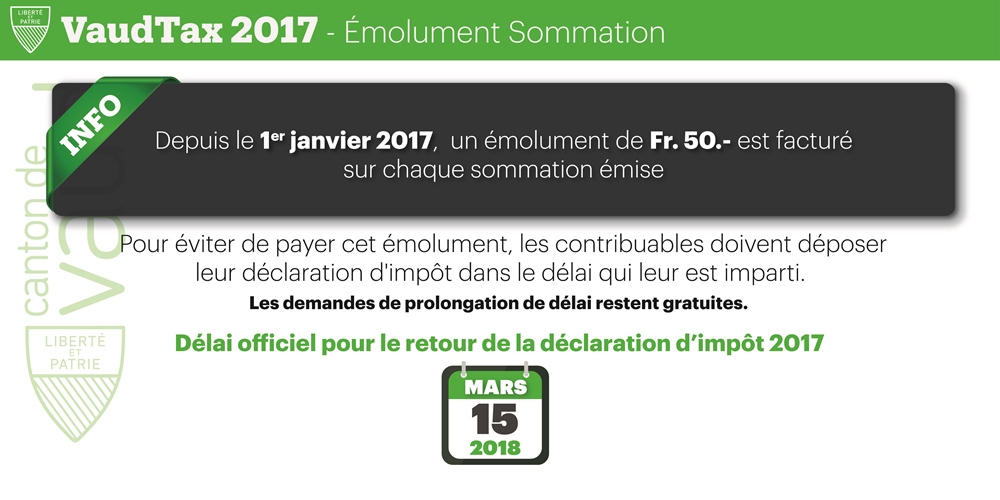 LIBERTÉ
ET
PATRIE
VaudTax 2017 - Émolument Sommation
INFO
Depuis le 1er janvier 2017, un émolument de Fr. 50.- est facturé
sur chaque sommation émise
canton de
vaud
Pour éviter de payer cet émolument, les contribuables doivent déposer
leur déclaration d'impôt dans le délai qui leur est imparti.
Les demandes de prolongation de délai restent gratuites.
LIBERTÉ
ET
PATRIE
Délai officiel pour le retour de la déclaration d’impôt 2017
MARS
15
2018